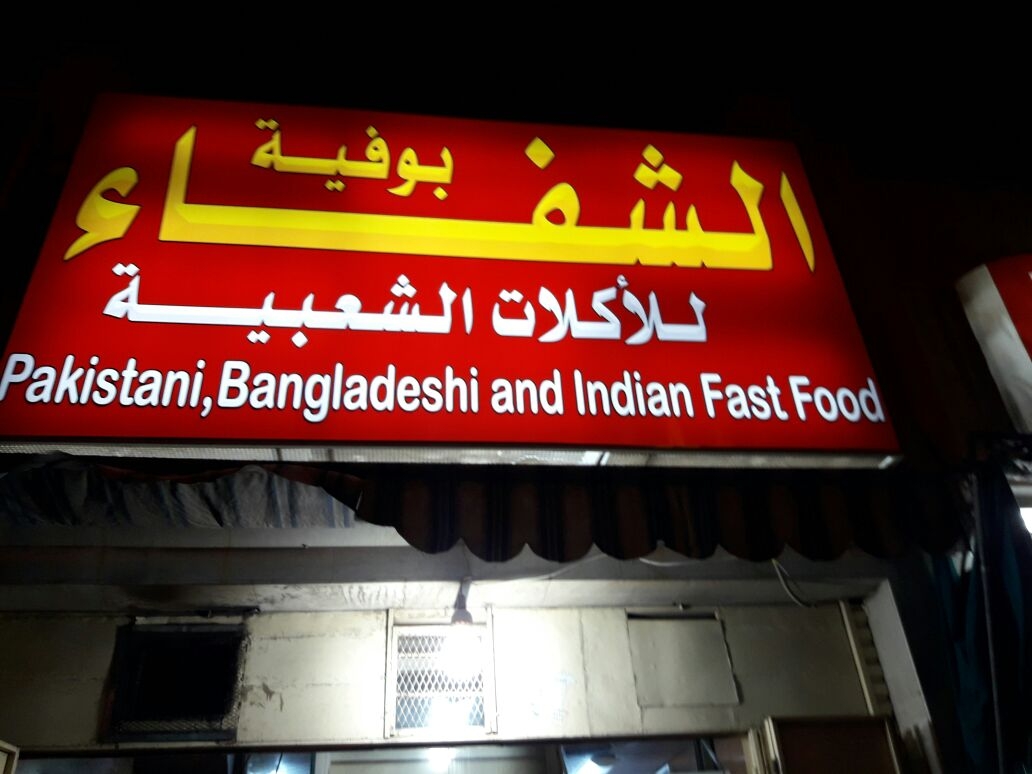 بوفية
الشفاء
للأكلات الشعبية
Pakistani, Bangladeshi and Indian Fast Food